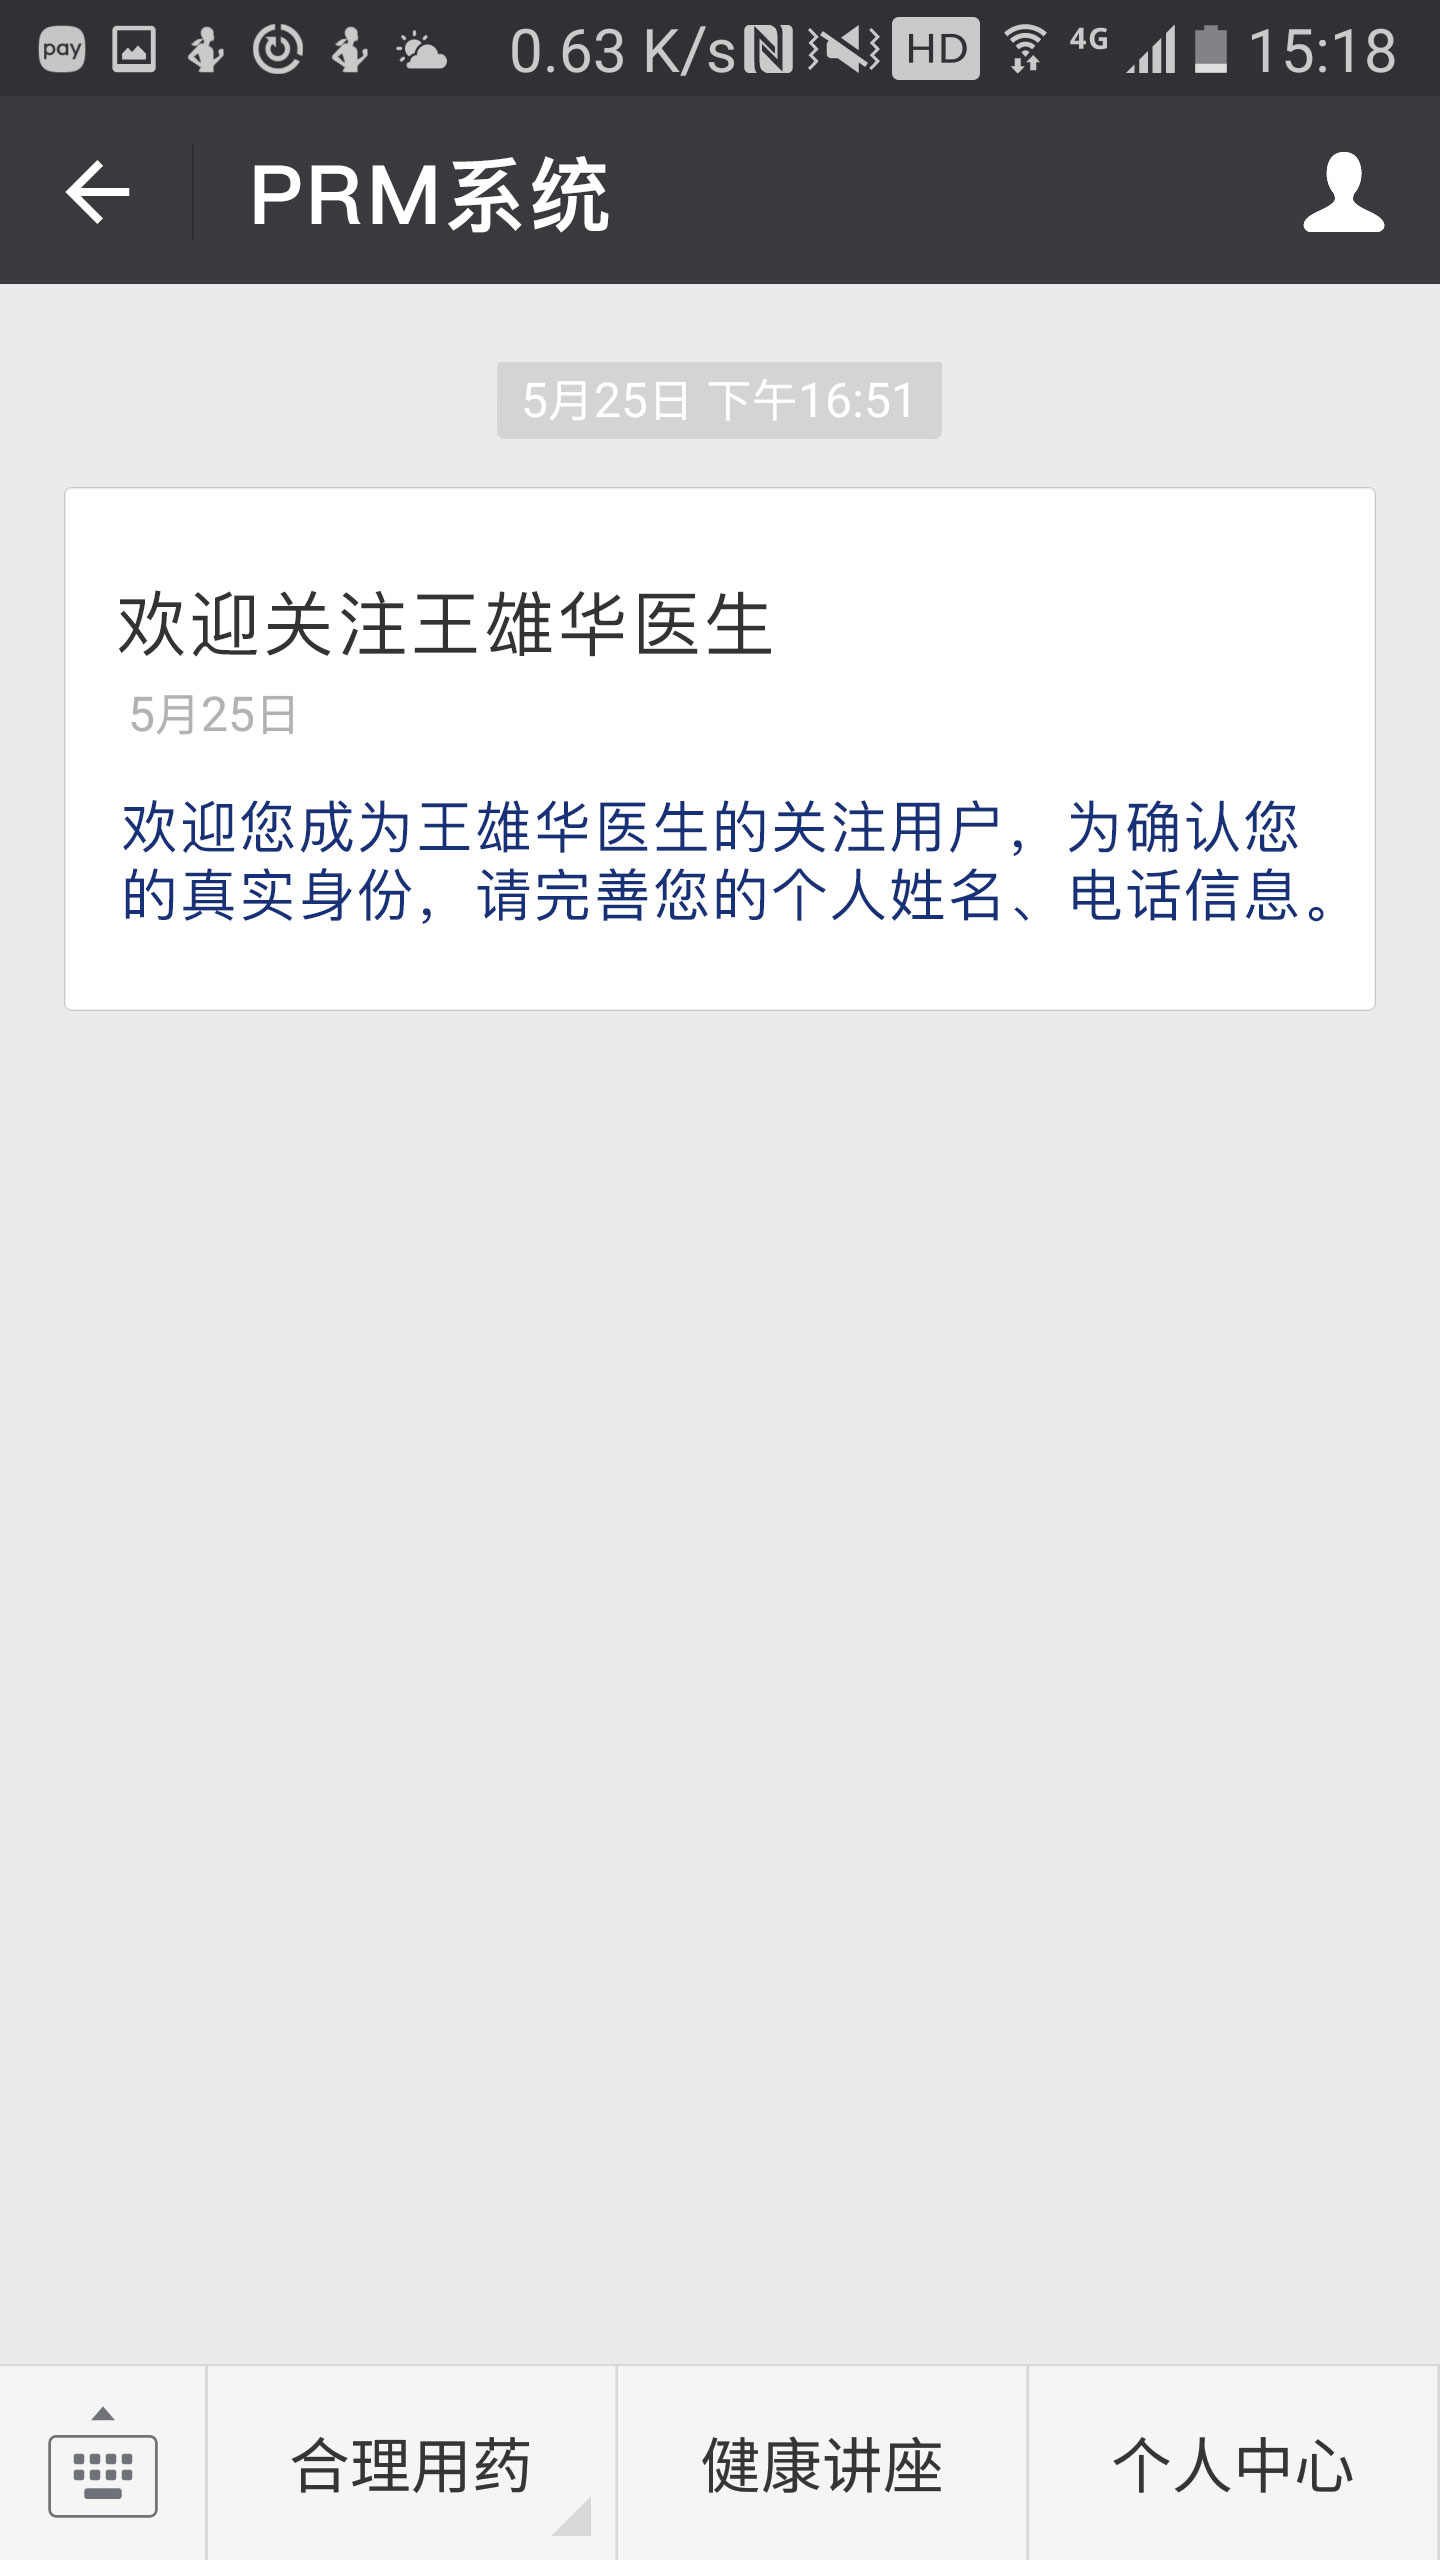 pay 0.63 K/s HD 4G 15:18
PRM系统
5月25日 下午16:51
欢迎关注王雄华医生
5月25日
欢迎您成为王雄华医生的关注用户，为确认您
的真实身份，请完善您的个人姓名、电话信息。
合理用药 健康讲座 个人中心